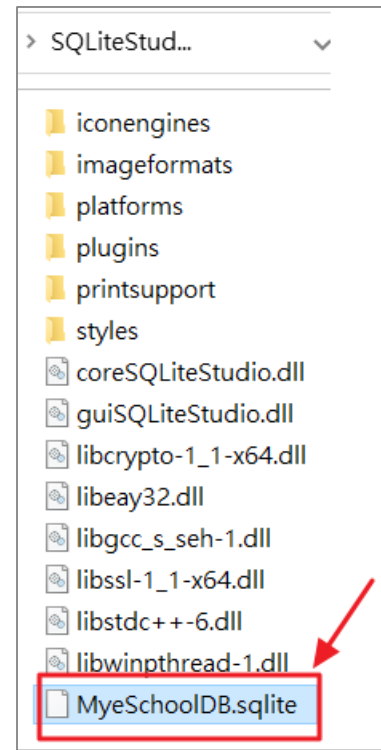 SQLiteStud...
iconengines
imageformats
platforms
plugins
printsupport
styles
coreSQLiteStudio.dll
guiSQLiteStudio.dll
libcrypto-1_1-x64.dll
libeay32.dll
libgcc_s_seh-1.dll
libssl-1_1-x64.dll
libstdc++-6.dll
libwinpthread-1.dll
MyeSchoolDB.sqlite